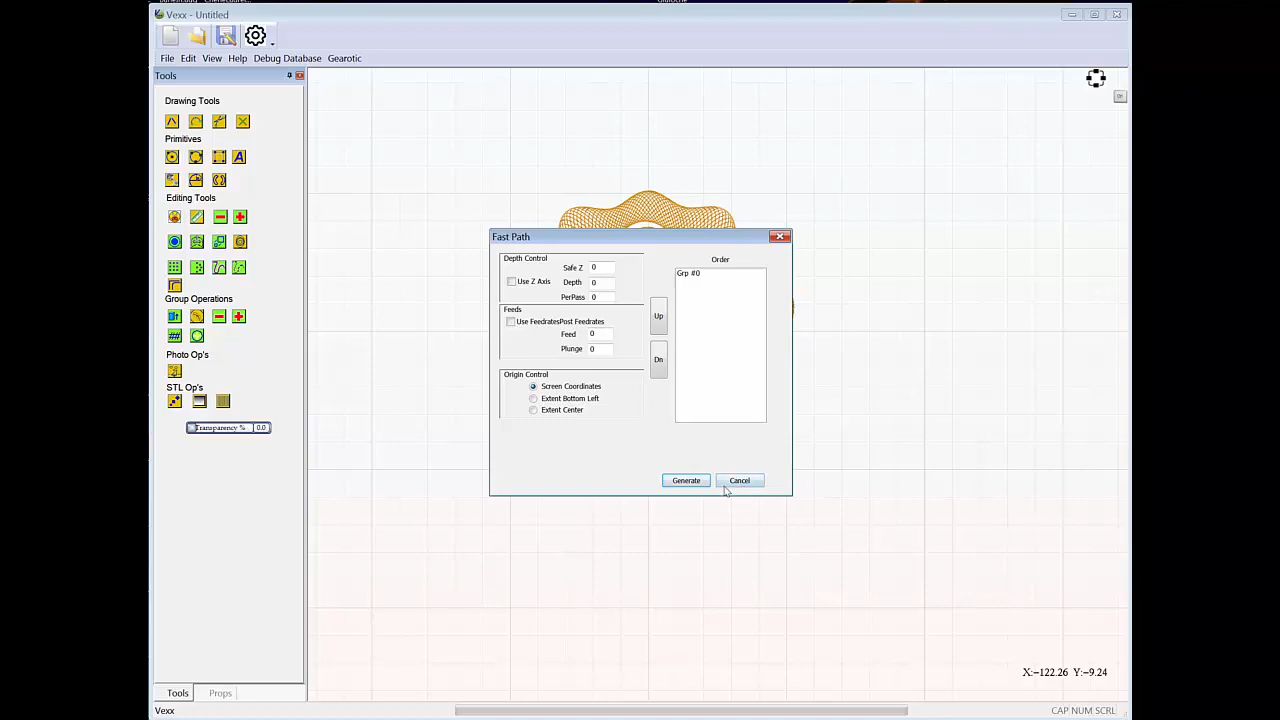 Vexx - Untitled
File Edit View Help Debug Database Gearotic
Tools
Drawing Tools
Primitives
A
Editing Tools
Group Operations
Photo Op's
STL Op's
Transparency % 0.0
Tools Props
Vexx
CAP NUM SCRL
X:-122.26 Y:-9.24
Fast Path
Depth Control
Safe Z 0
Use Z Axis
Depth 0
PerPass 0
Feeds
Use Feedrates Post Feedrates
Feed 0
Plunge 0
Origin Control
Screen Coordinates
Extent Bottom Left
Extent Center
Up
Dn
Order
Grp #0
Generate Cancel